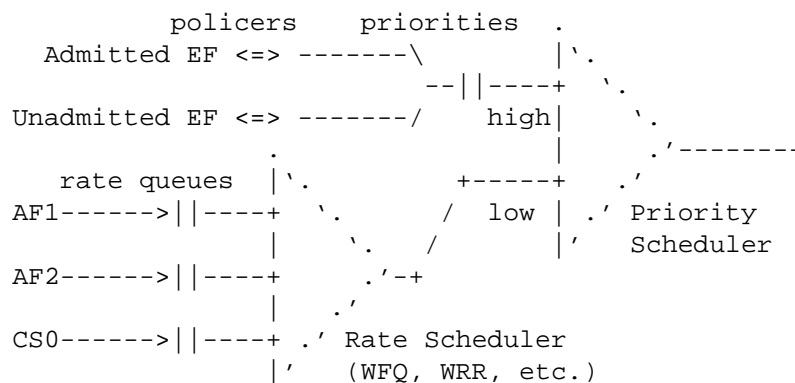 policers priorities
Admitted EF <=> -------\
--||----+
Unadmitted EF <=> -------/ high|
rate queues
AF1------>||----+ low
AF2------>||----+
CS0------>||----+
Priority
Scheduler
Rate Scheduler
(WFQ, WRR, etc.)